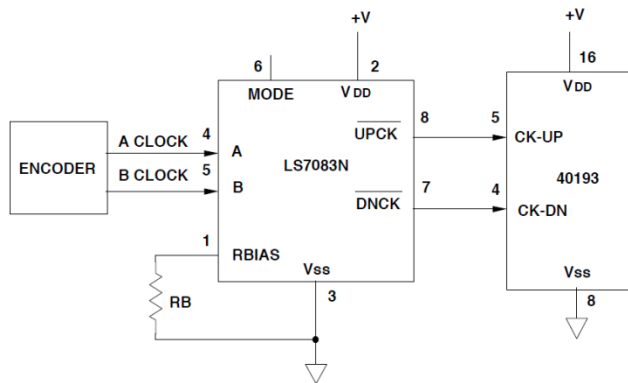 +V
+V
6
2
16
MODE
V DD
VDD
8
5
UPCK
CK-UP
A CLOCK
4
A
ENCODER
LS7083N
40193
B CLOCK
5
B
7
4
DNCK
CK-DN
1
RBIAS
Vss
Vss
3
8
RB